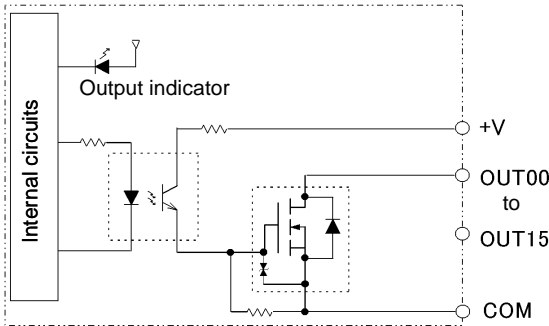 Internal circuits
Output indicator
+V
OUT00
to
OUT15
COM